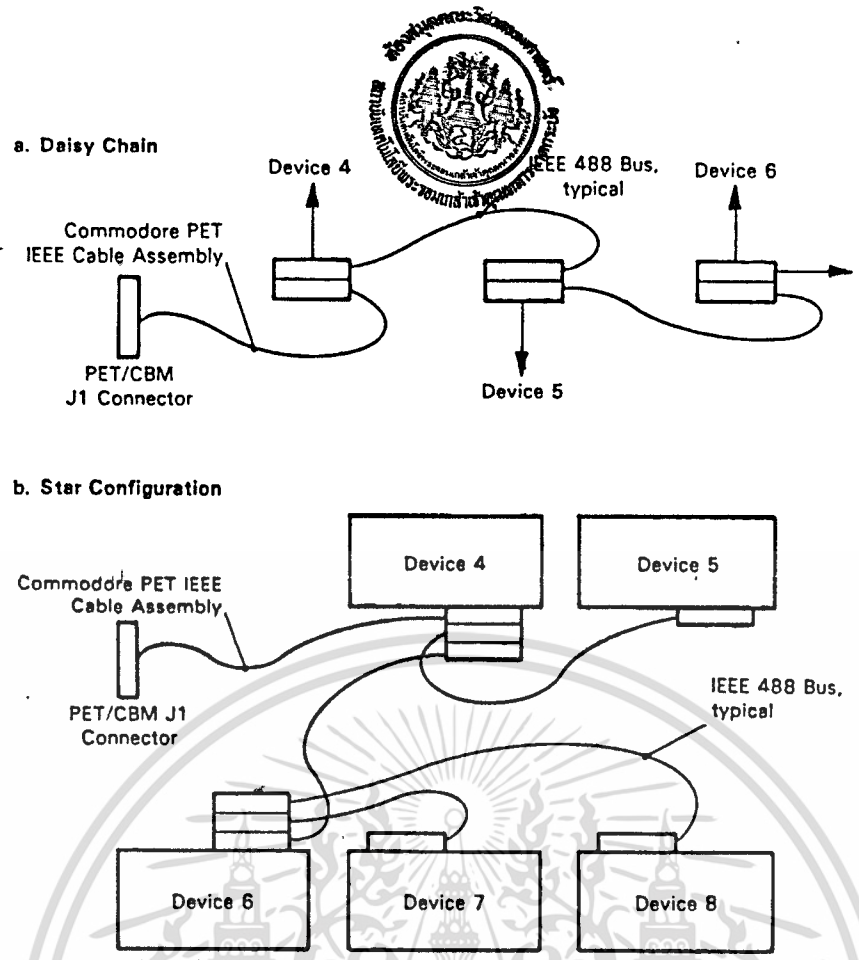 a. Daisy Chain
Device 4
IEEE 488 Bus,
typical
Device 6
Commodore PET
IEEE Cable Assembly
PET/CBM
J1 Connector
Device 5
b. Star Configuration
Device 4
Device 5
Commodore PET IEEE
Cable Assembly
PET/CBM J1
Connector
IEEE 488 Bus,
typical
Device 6
Device 7
Device 8